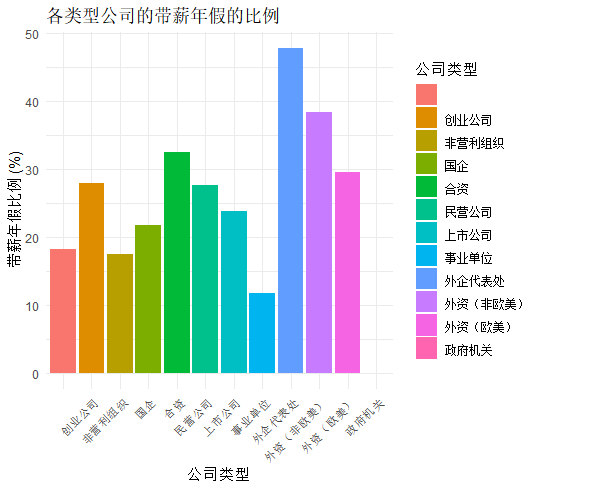 各类型公司的带薪年假的比例
50
40
30
20
10
0
带薪年假比例 (%)
创业公司
非营利组织
国企
合资
民营公司
上市公司
事业单位
外企代表处
外资（非欧美）
外资（欧美）
政府机关
公司类型
公司类型
创业公司
非营利组织
国企
合资
民营公司
上市公司
事业单位
外企代表处
外资（非欧美）
外资（欧美）
政府机关